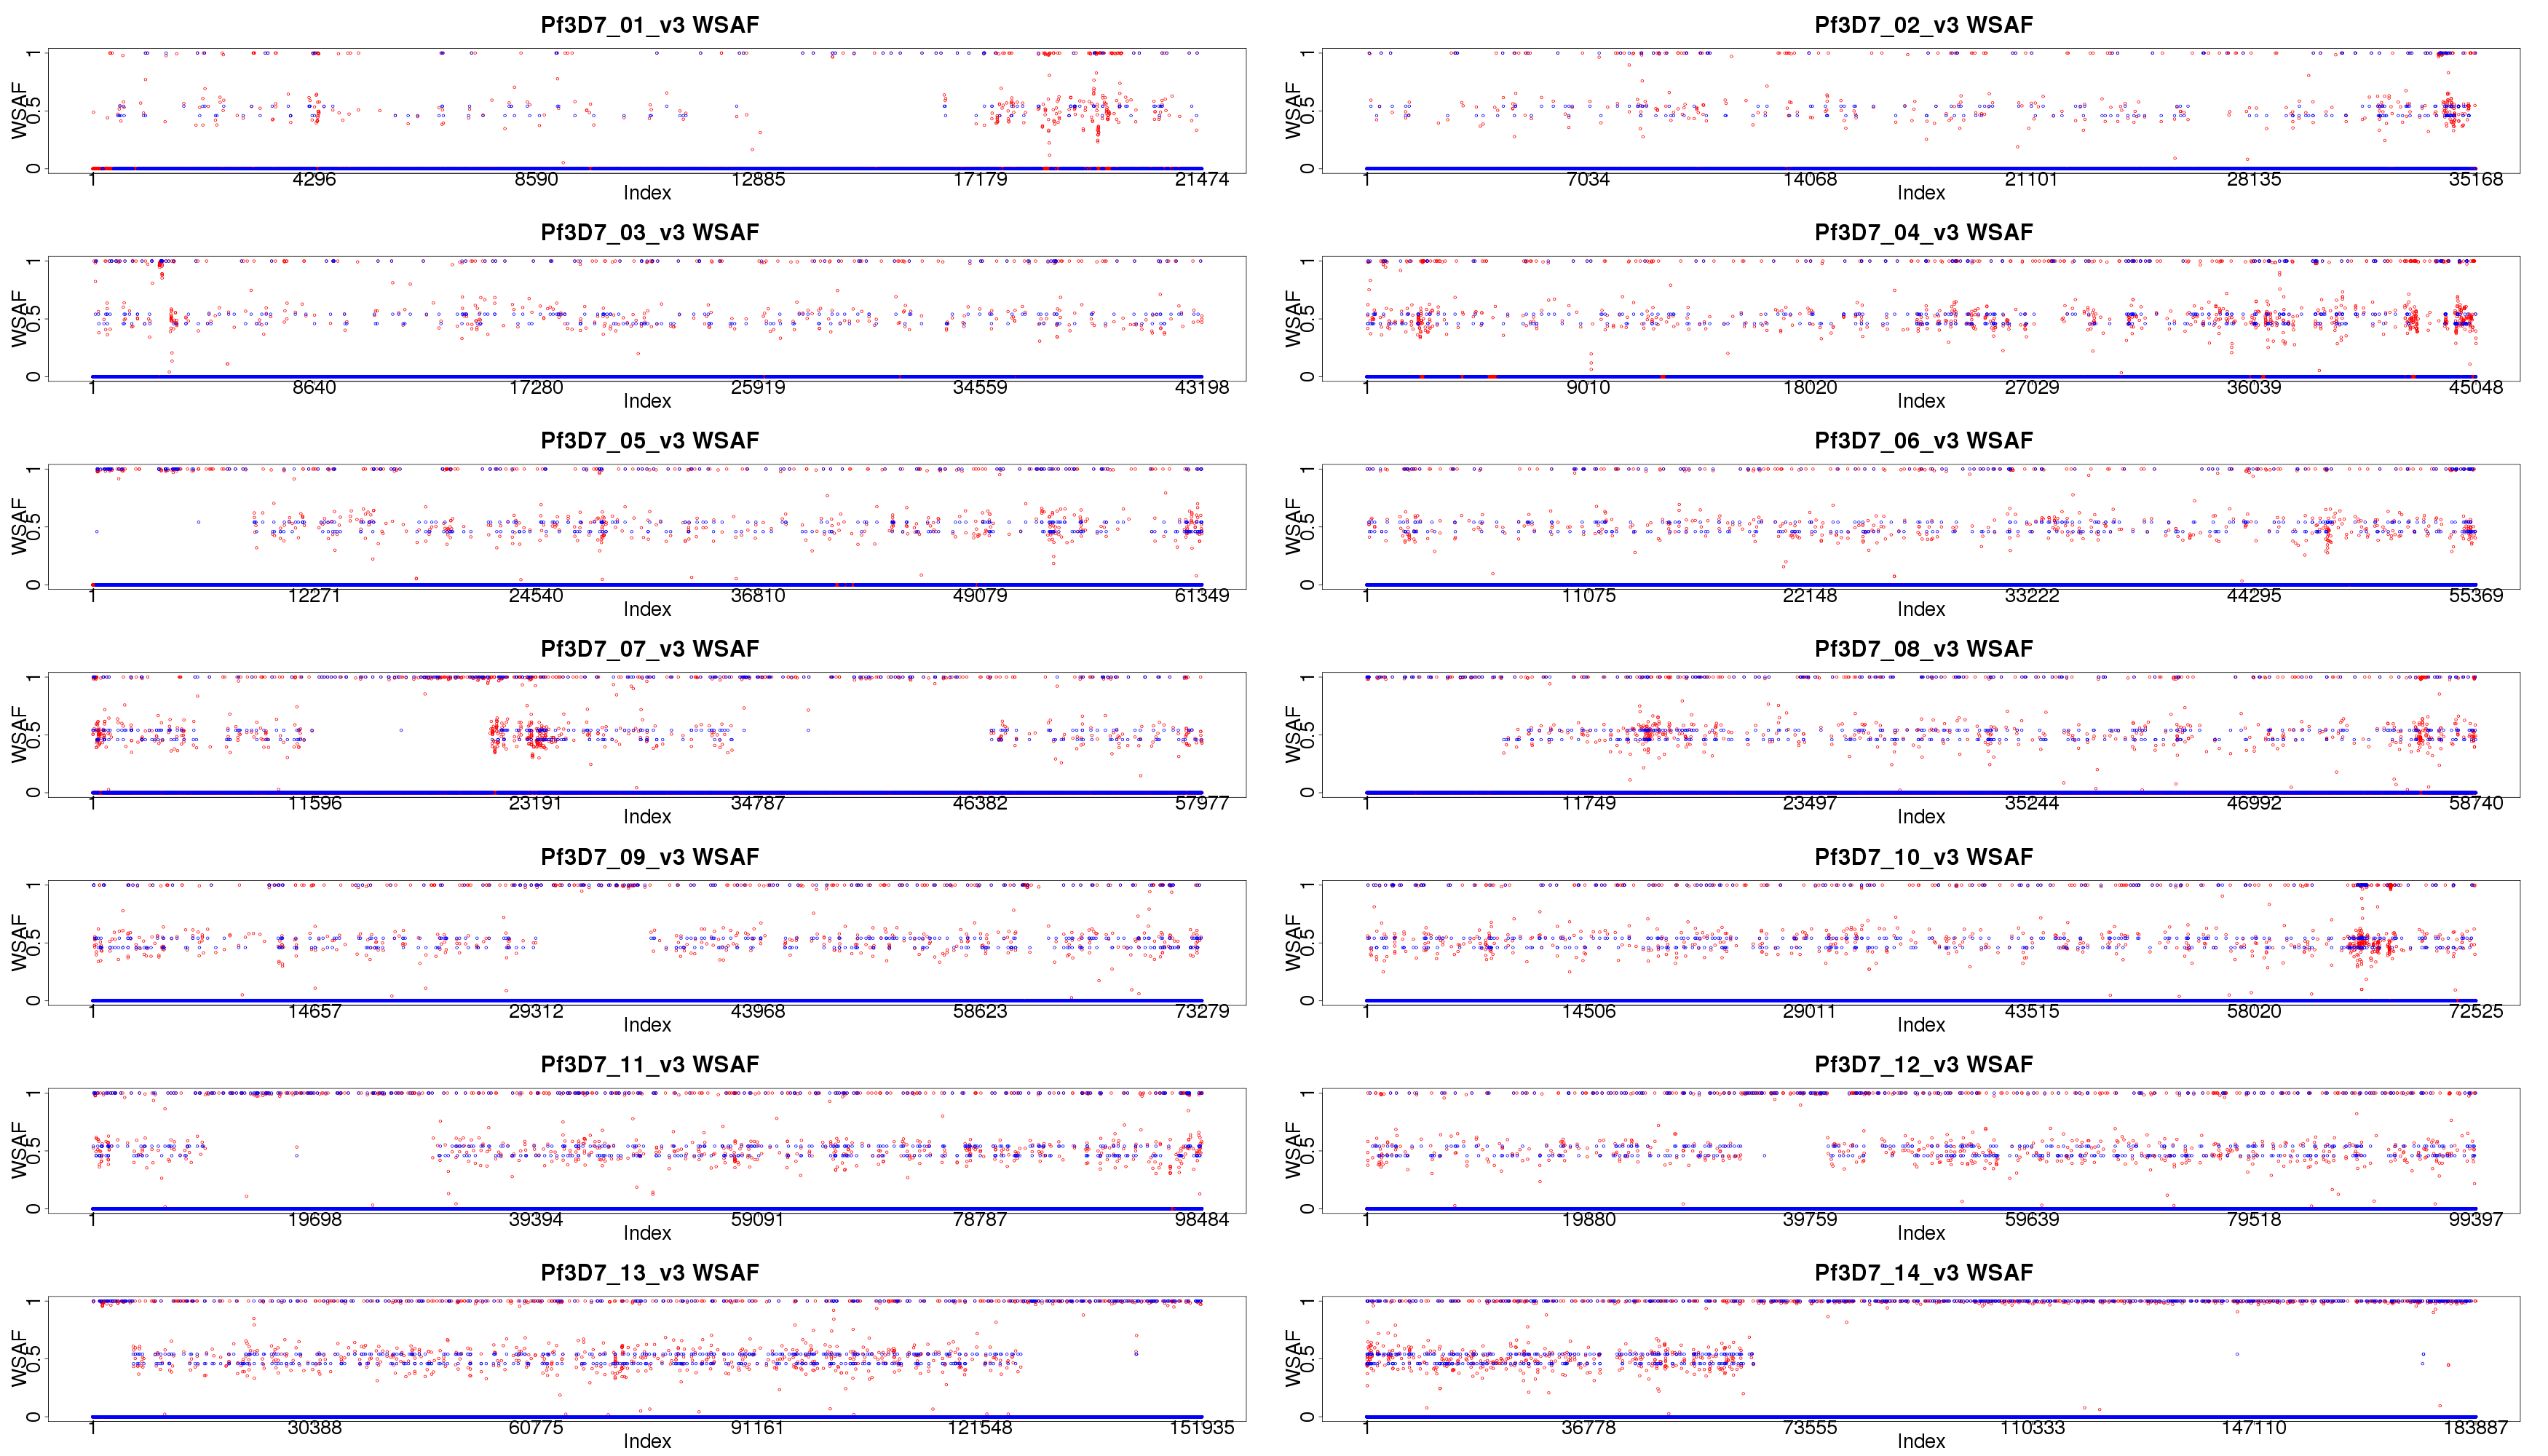 Pf3D7_01_v3 WSAF
WSAF
1
0.5
0
1 4296 8590 12885 17179 21474
Index
Pf3D7_02_v3 WSAF
WSAF
1
0.5
0
1 7034 14068 21101 28135 35168
Index
Pf3D7_03_v3 WSAF
WSAF
1
0.5
0
1 8640 17280 25919 34559 43198
Index
Pf3D7_04_v3 WSAF
WSAF
1
0.5
0
1 9010 18020 27029 36039 45048
Index
Pf3D7_05_v3 WSAF
WSAF
1
0.5
0
1 12271 24540 36810 49079 61349
Index
Pf3D7_06_v3 WSAF
WSAF
1
0.5
0
1 11075 22148 33222 44295 55369
Index
Pf3D7_07_v3 WSAF
WSAF
1
0.5
0
1 11596 23191 34787 46382 57977
Index
Pf3D7_08_v3 WSAF
WSAF
1
0.5
0
1 11749 23497 35244 46992 58740
Index
Pf3D7_09_v3 WSAF
WSAF
1
0.5
0
1 14657 29312 43968 58623 73279
Index
Pf3D7_10_v3 WSAF
WSAF
1
0.5
0
1 14506 29011 43515 58020 72525
Index
Pf3D7_11_v3 WSAF
WSAF
1
0.5
0
1 19698 39394 59091 78787 98484
Index
Pf3D7_12_v3 WSAF
WSAF
1
0.5
0
1 19880 39759 59639 79518 99397
Index
Pf3D7_13_v3 WSAF
WSAF
1
0.5
0
1 30388 60775 91161 121548 151935
Index
Pf3D7_14_v3 WSAF
WSAF
1
0.5
0
1 36778 73555 110333 147110 183887
Index